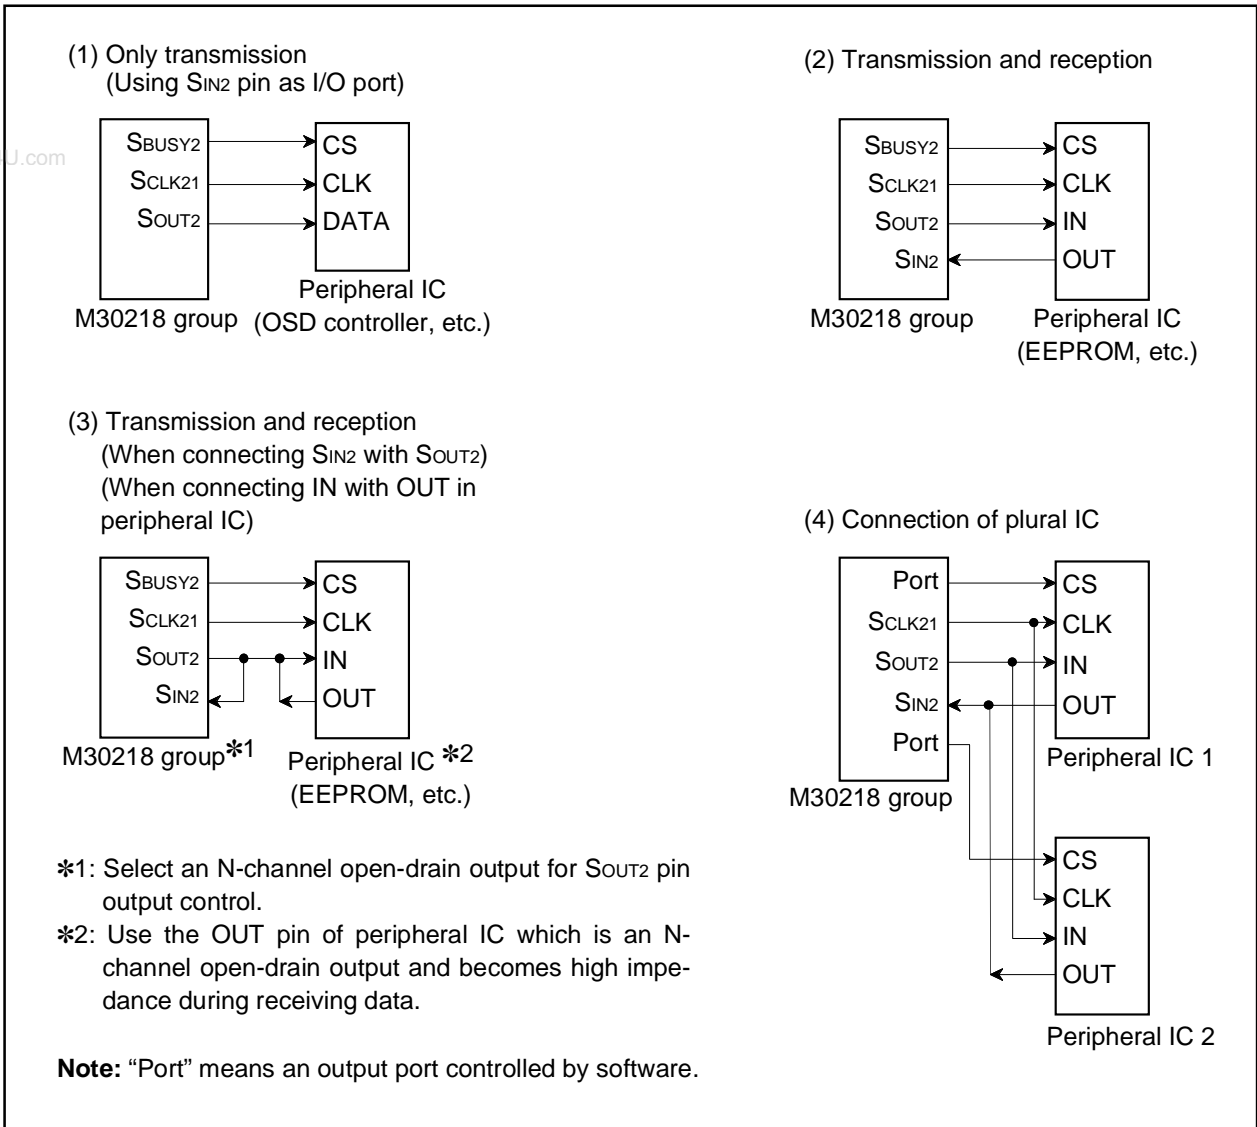 (1) Only transmission
(Using SIN2 pin as I/O port)
SBUSY2
SCLK21
SOUT2
CS
CLK
DATA
M30218 group
Peripheral IC
(OSD controller, etc.)
(2) Transmission and reception
SBUSY2
SCLK21
SOUT2
SIN2
CS
CLK
IN
OUT
M30218 group
Peripheral IC
(EEPROM, etc.)
U.com
(3) Transmission and reception
(When connecting SIN2 with SOUT2)
(When connecting IN with OUT in
peripheral IC)
SBUSY2
SCLK21
SOUT2
SIN2
CS
CLK
IN
OUT
M30218 group✻1
Peripheral IC ✻2
(EEPROM, etc.)
(4) Connection of plural IC
Port
SCLK21
SOUT2
SIN2
Port
CS
CLK
IN
OUT
M30218 group
Peripheral IC 1
CS
CLK
IN
OUT
Peripheral IC 2
✻1: Select an N-channel open-drain output for SOUT2 pin
output control.
✻2: Use the OUT pin of peripheral IC which is an N-
channel open-drain output and becomes high impe-
dance during receiving data.
Note: “Port” means an output port controlled by software.